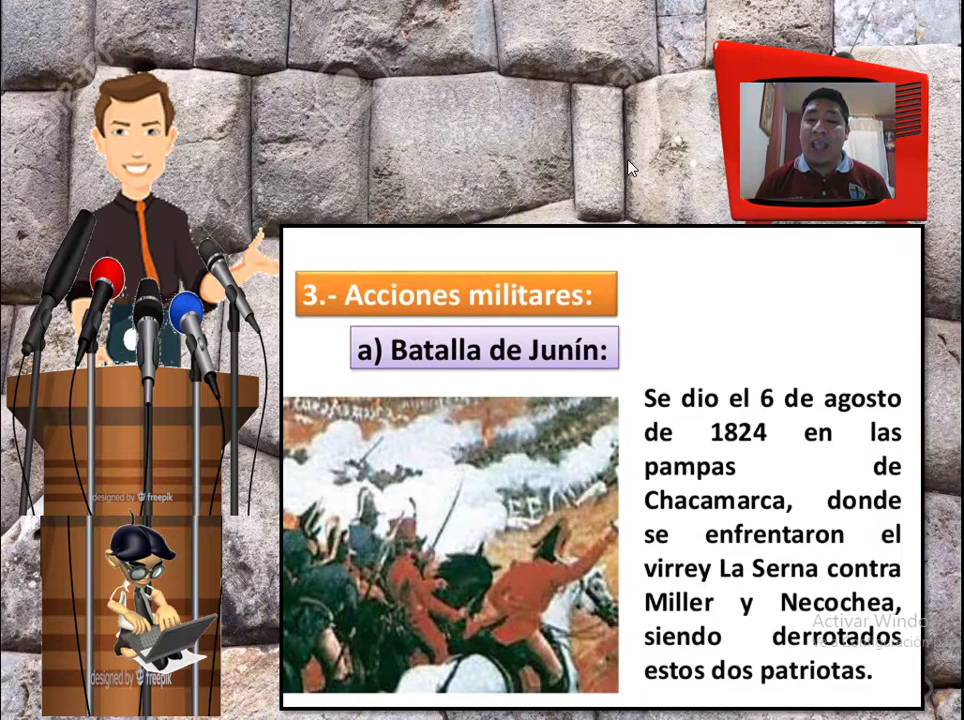 3.- Acciones militares:
a) Batalla de Junín:
Se dio el 6 de agosto
de 1824 en las
pampas de
Chacamarca, donde
se enfrentaron el
virrey La Serna contra
Miller y Necochea,
siendo derrotados
estos dos patriotas.
designed by freepik
designed by freepik
Activar Windo